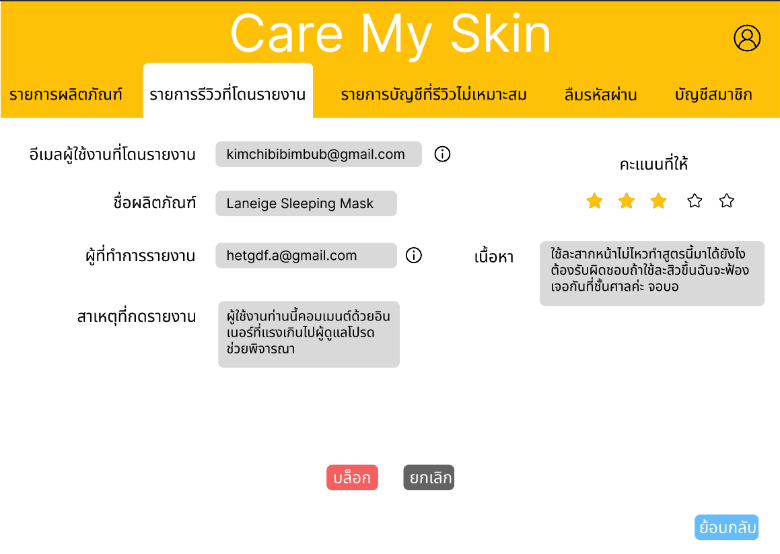 Care My Skin
รายการผลิตภัณฑ์
รายการรีวิวที่โดนรายงาน
รายการบัญชีที่รีวิวไม่เหมาะสม
ลืมรหัสผ่าน
บัญชีสมาชิก
อีเมลผู้ใช้งานที่โดนรายงาน
kimchibibimbub@gmail.com
ชื่อผลิตภัณฑ์
Laneige Sleeping Mask
ผู้ที่ทำการรายงาน
hetgdf.a@gmail.com
สาเหตุที่กดรายงาน
ผู้ใช้งานท่านนี้คอมเมนต์ด้วยอิน
เนอร์ที่แรงเกินไปผู้ดูแลโปรด
ช่วยพิจารณา
คะแนนที่ให้
เนื้อหา
ใช้ละสากหน้าไม่ไหวทำสูตรนี้มาได้ยังไง
ต้องรับผิดชอบถ้าใช้ละสิวขึ้นฉันจะฟ้อง
เจอกันที่ชั้นศาลค่ะ จอบอ
บล็อก
ยกเลิก
ย้อนกลับ